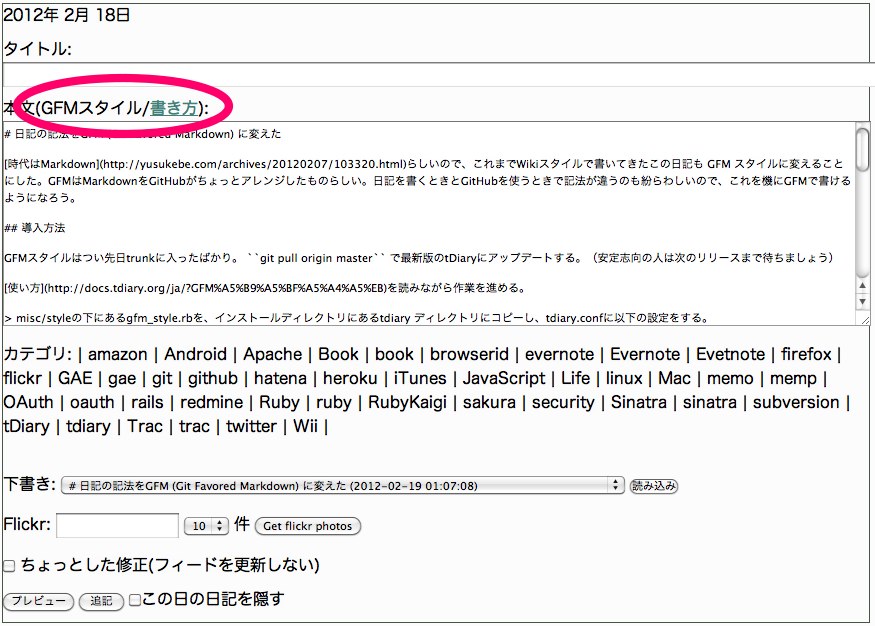 2012年 2月 18日
タイトル:
本文(GFMスタイル/書き方):
# 日記の記法をGFM (Git Favored Markdown) に変えた
[時代はMarkdown](http://yusukebe.com/archives/20120207/103320.html)らしいので、これまでWikiスタイルで書いてきたこの日記も GFM スタイルに変えること
にした。GFMはMarkdownをGitHubがちょっとアレンジしたものらしい。日記を書くときとGitHubを使うときで記法が違うのも紛らわしいので、これを機にGFMで書ける
ようになろう。
## 導入方法
GFMスタイルはつい先日trunkに入ったばかり。 ``git pull origin master`` で最新版のtDiaryにアップデートする。（安定志向の人は次のリリースまで待ちましょう）
[使い方](http://docs.tdiary.org/ja/?GFM%A5%B9%A5%BF%A5%A4%A5%EB)を読みながら作業を進める。
> misc/styleの下にあるgfm_style.rbを、インストールディレクトリにあるtdiary ディレクトリにコピーし、tdiary.confに以下の設定をする。
カテゴリ: | amazon | Android | Apache | Book | book | browserid | evernote | Evernote | Evetnote | firefox |
flickr | GAE | gae | git | github | hatena | heroku | iTunes | JavaScript | Life | linux | Mac | memo | memp |
OAuth | oauth | rails | redmine | Ruby | ruby | RubyKaigi | sakura | security | Sinatra | sinatra | subversion |
tDiary | tdiary | Trac | trac | twitter | Wii |
下書き: # 日記の記法をGFM (Git Favored Markdown) に変えた (2012-02-19 01:07:08) 読み込み
Flickr: 10 件 Get flickr photos
ちょっとした修正(フィードを更新しない)
プレビュー 追記 この日の日記を隠す